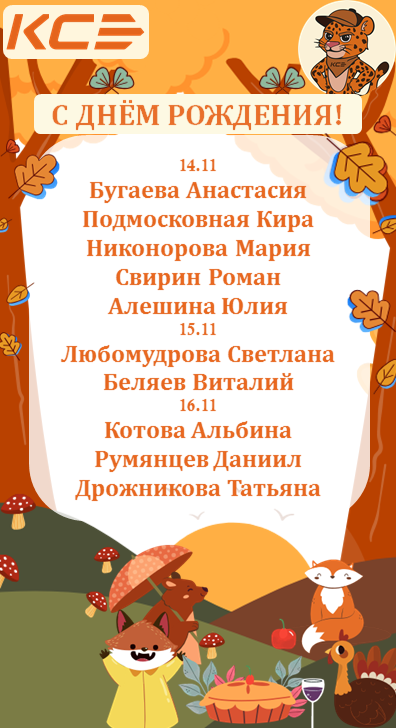 КСЭ
КСЭ
С ДНЁМ РОЖДЕНИЯ!
14.11
Бугаева Анастасия
Подмосковная Кира
Никонорова Мария
Свирин Роман
Алешина Юлия
15.11
Любомудрова Светлана
Беляев Виталий
16.11
Котова Альбина
Румянцев Даниил
Дрожникова Татьяна